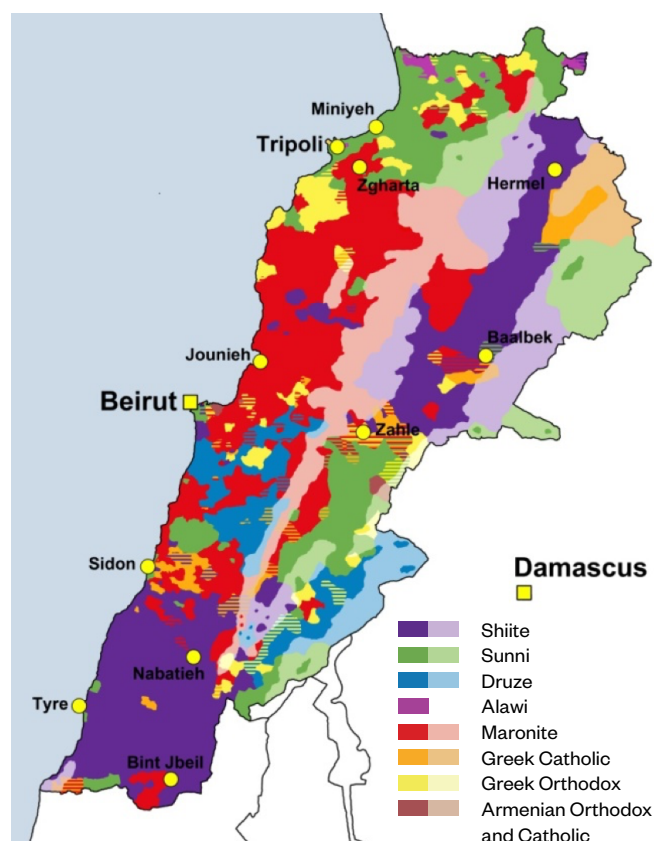 Miniyeh
Tripoli
Zgharta
Hermel
Jounieh
Baalbek
Beirut
Zahle
Sidon
Damascus
Nabatieh
Tyre
Bint Jbeil
Shiite
Sunni
Druze
Alawi
Maronite
Greek Catholic
Greek Orthodox
Armenian Orthodox
and Catholic